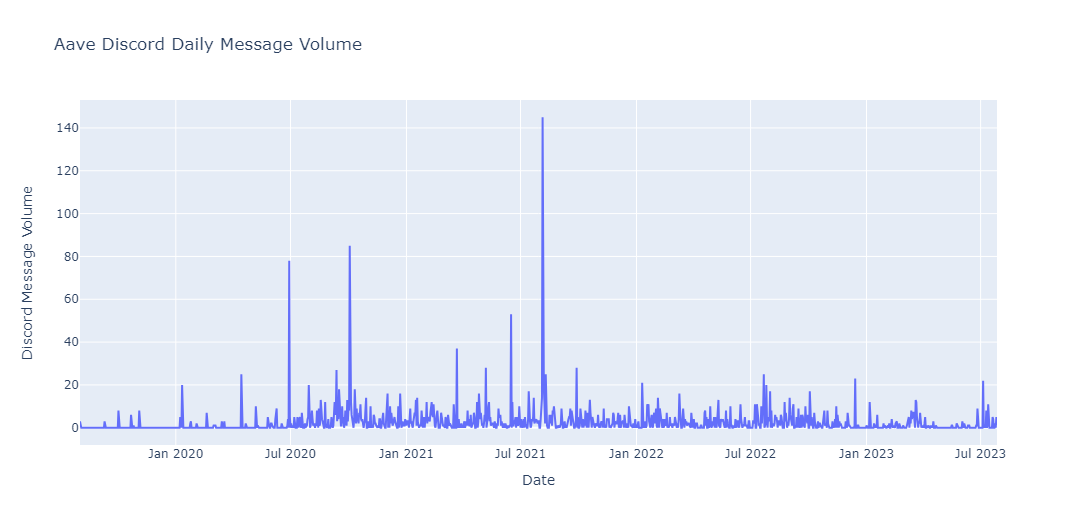 Aave Discord Daily Message Volume
Discord Message Volume
140
120
100
80
60
40
20
0
Jan 2020
Jul 2020
Jan 2021
Jul 2021
Jan 2022
Jul 2022
Jan 2023
Jul 2023
Date